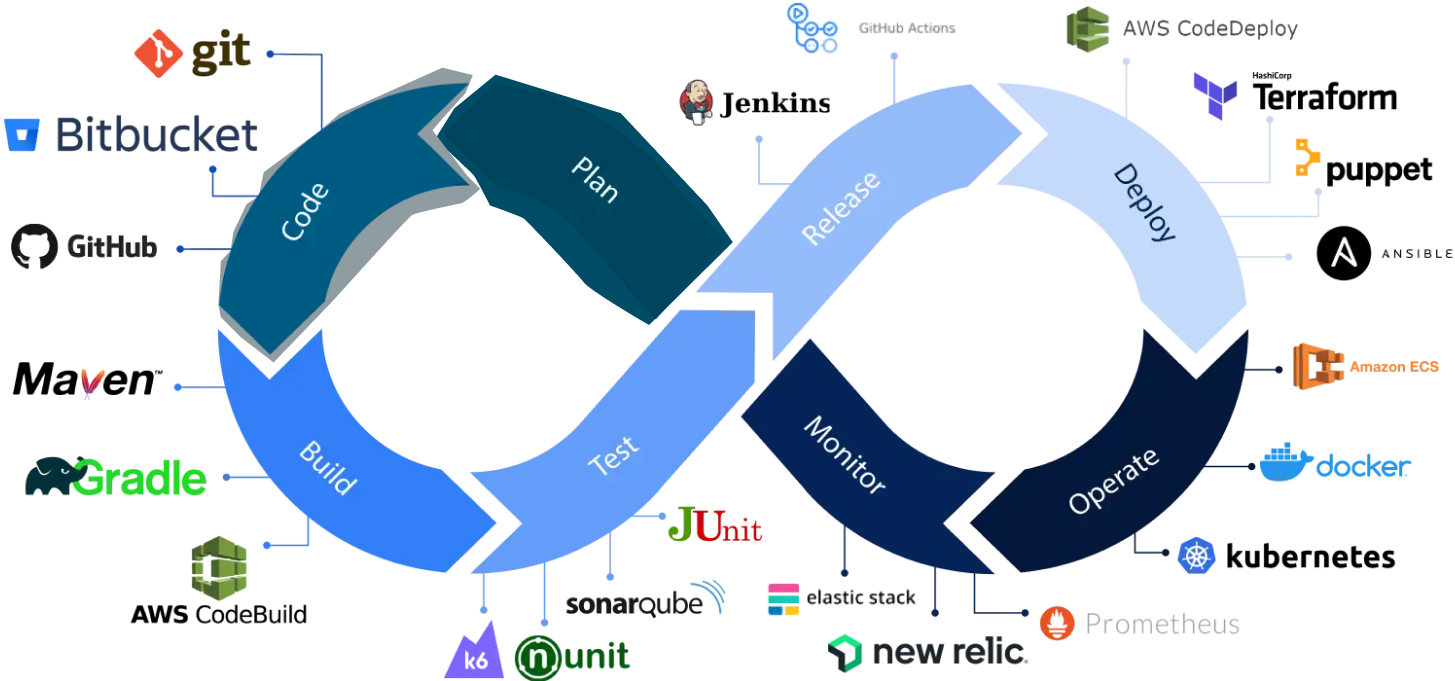 git
Bitbucket
GitHub
Maven™
Gradle
AWS CodeBuild
Code
Plan
Build
Test
k6
nunit
sonarqube
JUnit
Jenkins
GitHub Actions
Release
AWS CodeDeploy
HashiCorp
Terraform
puppet
ANSIBLE
Deploy
Amazon ECS
docker
kubernetes
Operate
Monitor
elastic stack
new relic.
Prometheus